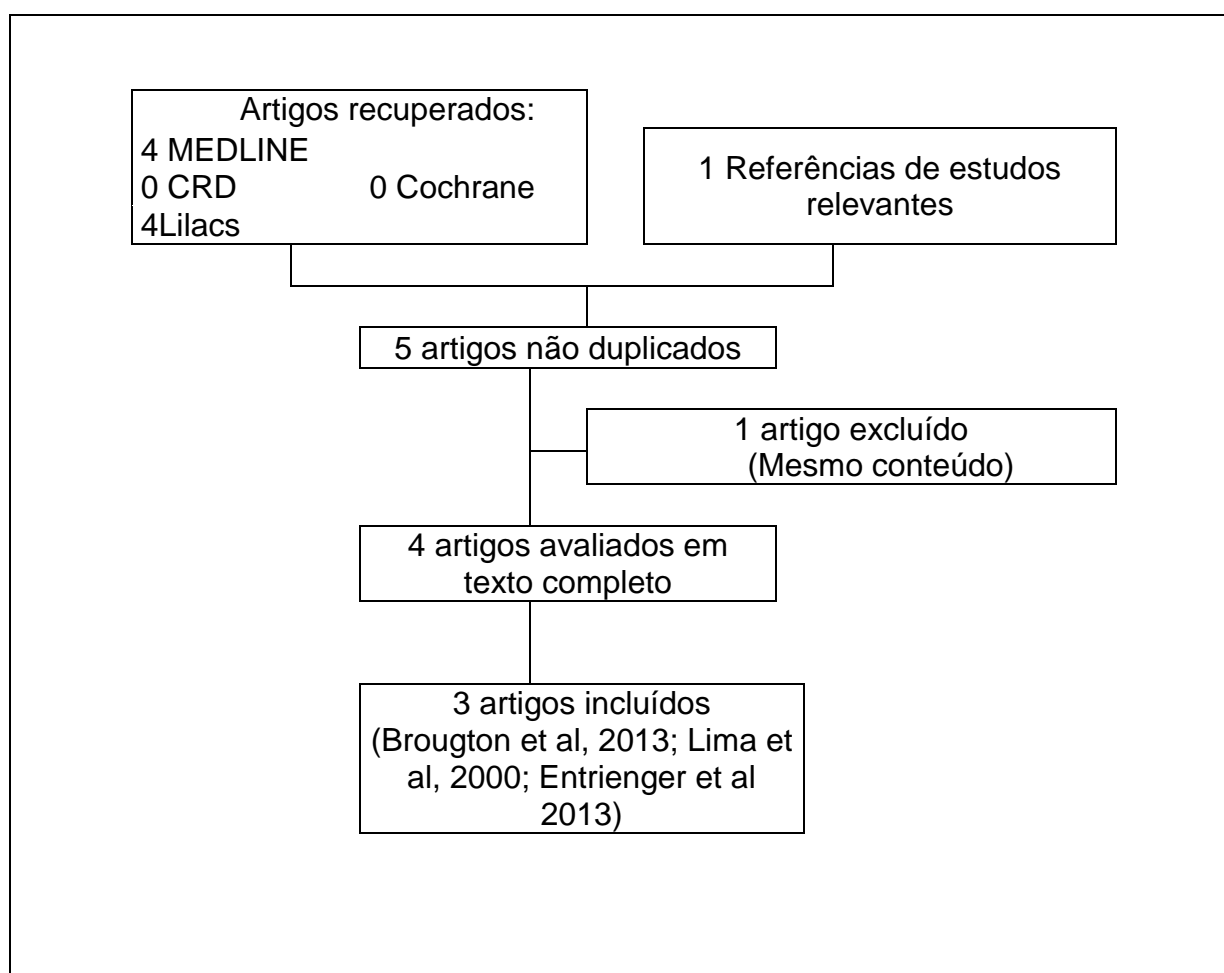 Artigos recuperados:
4 MEDLINE
0 CRD 0 Cochrane
4Lilacs
1 Referências de estudos
relevantes
5 artigos não duplicados
1 artigo excluído
(Mesmo conteúdo)
4 artigos avaliados em
texto completo
3 artigos incluídos
(Brougton et al, 2013; Lima et
al, 2000; Entrienger et al
2013)